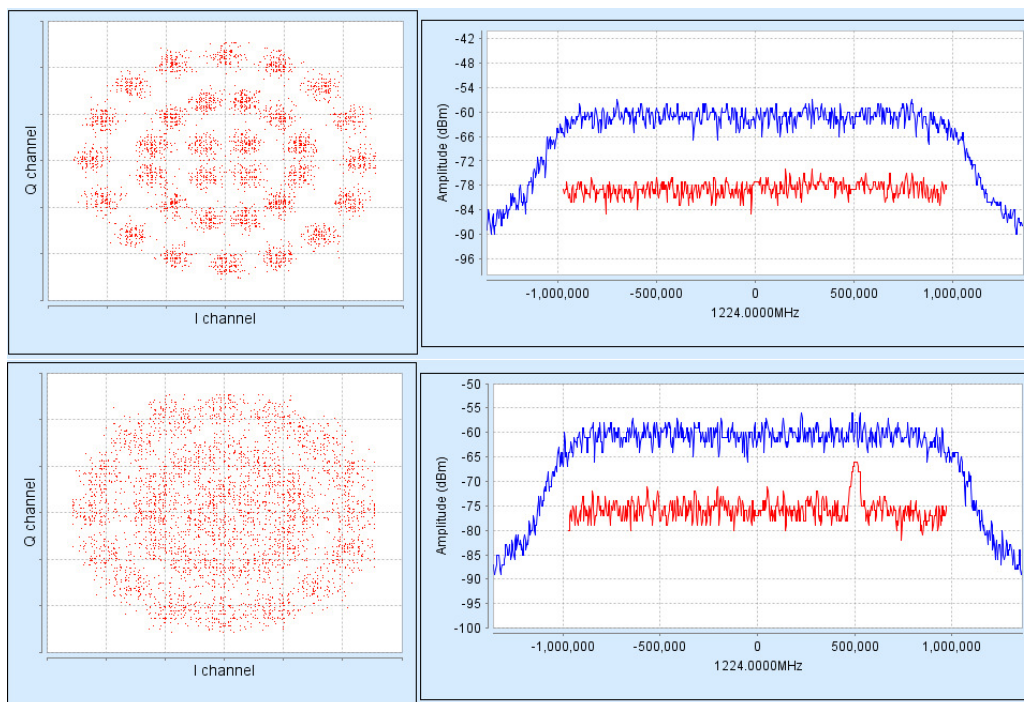 Q channel
I channel
Amplitude (dBm)
-42
-48
-54
-60
-66
-72
-78
-84
-90
-96
-1,000,000 -500,000 0 500,000 1,000,000
1224.0000MHz
Q channel
I channel
Amplitude (dBm)
-50
-55
-60
-65
-70
-75
-80
-85
-90
-95
-100
-1,000,000 -500,000 0 500,000 1,000,000
1224.0000MHz